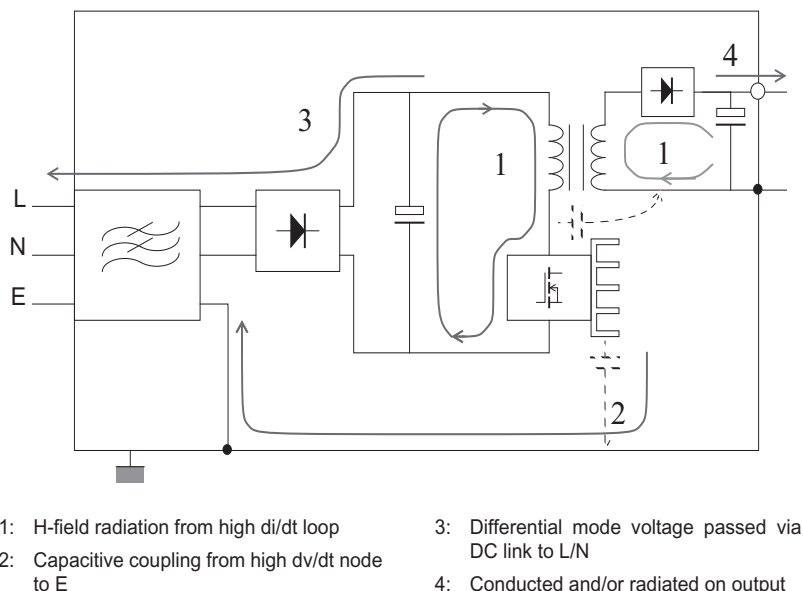 4
3
1
1
L
N
E
2
1: H-field radiation from high di/dt loop
2: Capacitive coupling from high dv/dt node
to E
3: Differential mode voltage passed via
DC link to L/N
4: Conducted and/or radiated on output